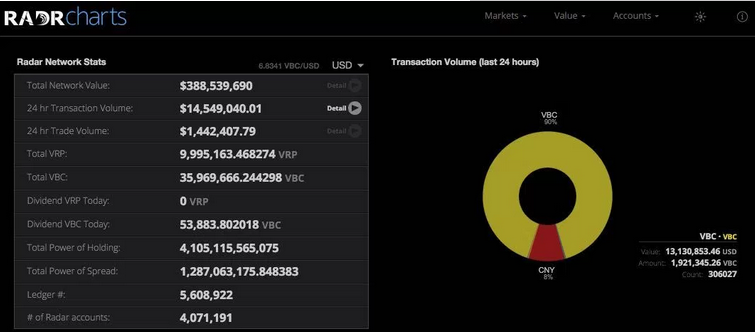 RADRcharts
Markets Value Accounts
Radar Network Stats
6.8341 VBC/USD USD
Total Network Value: $388,539,690 Detail
24 hr Transaction Volume: $14,549,040.01 Detail
24 hr Trade Volume: $1,442,407.79 Detail
Total VRP: 9,995,163.468274 VRP
Total VBC: 35,969,666.244298 VBC
Dividend VRP Today: 0 VRP
Dividend VBC Today: 53,883.802018 VBC
Total Power of Holding: 4,105,115,565,075
Total Power of Spread: 1,287,063,175.848383
Ledger #: 5,608,922
# of Radar accounts: 4,071,191
Transaction Volume (last 24 hours)
VBC
90%
CNY
8%
VBC · VBC
Value: 13,130,853.46 USD
Amount: 1,921,345.26 VBC
Count: 306027